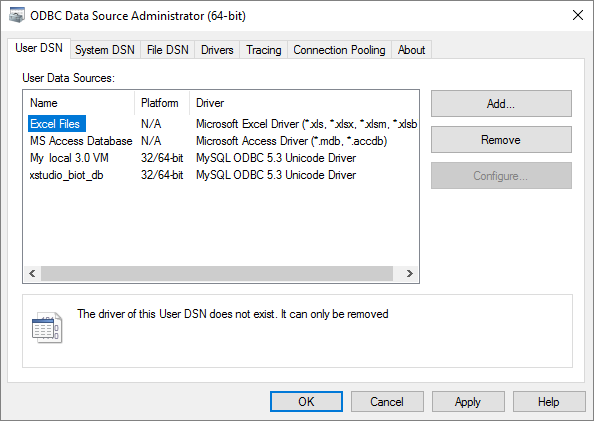 ODBC Data Source Administrator (64-bit)
User DSN System DSN File DSN Drivers Tracing Connection Pooling About
User Data Sources:
Name Platform Driver
Excel Files N/A Microsoft Excel Driver (*.xls, *.xlsx, *.xlsm, *.xlsb
MS Access Database N/A Microsoft Access Driver (*.mdb, *.accdb)
My local 3.0 VM 32/64-bit MySQL ODBC 5.3 Unicode Driver
xstudio_biot_db 32/64-bit MySQL ODBC 5.3 Unicode Driver
Add...
Remove
Configure...
The driver of this User DSN does not exist. It can only be removed
OK Cancel Apply Help